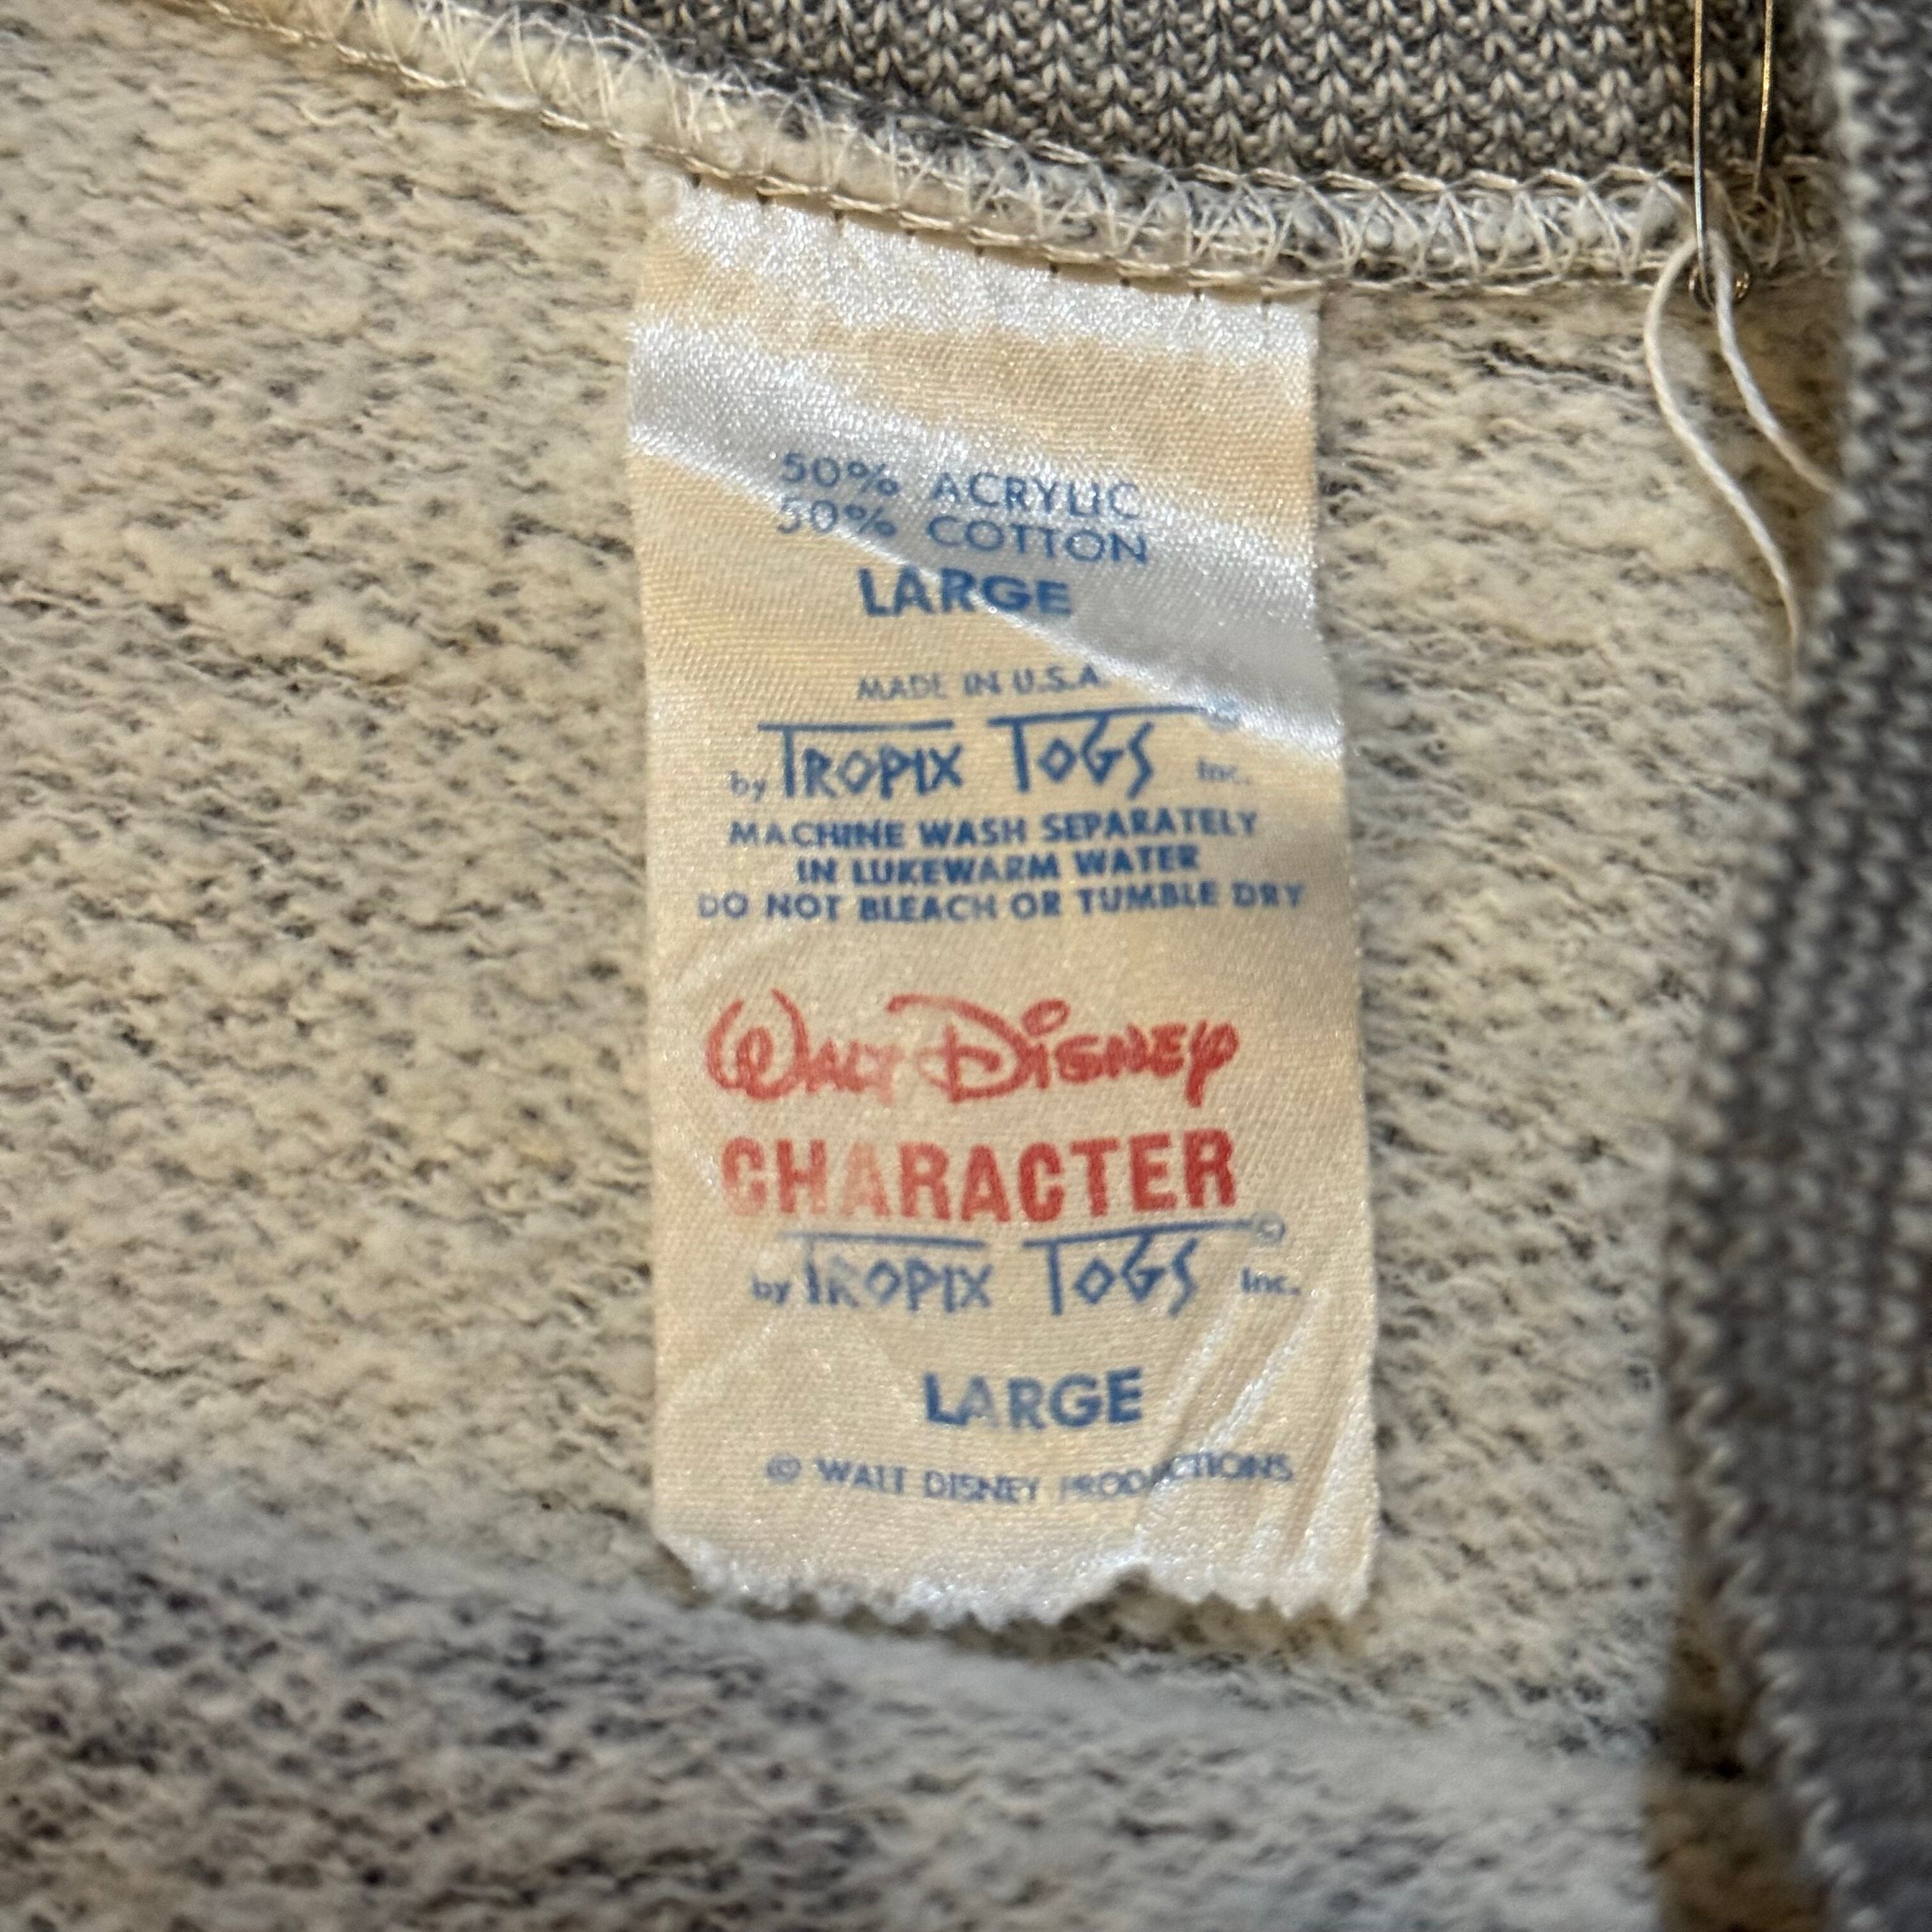 50% ACRYLIC
50% COTTON
LARGE
MADE IN U.S.A.
by TROPIX TOGS ® Inc.
MACHINE WASH SEPARATELY
IN LUKEWARM WATER
DO NOT BLEACH OR TUMBLE DRY
WALT DISNEY
CHARACTER
by TROPIX TOGS ® Inc.
LARGE
© WALT DISNEY PRODUCTIONS